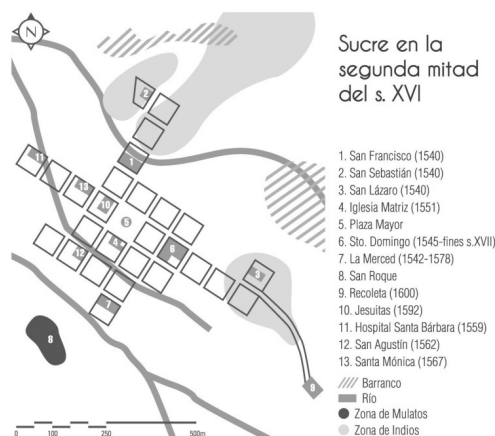 N
Sucre en la
segunda mitad
del s. XVI
1. San Francisco (1540)
2. San Sebastián (1540)
3. San Lázaro (1540)
4. Iglesia Matriz (1551)
5. Plaza Mayor
6. Sto. Domingo (1545-fines s.XVII)
7. La Merced (1542-1578)
8. San Roque
9. Recoleta (1600)
10. Jesuitas (1592)
11. Hospital Santa Bárbara (1559)
12. San Agustín (1562)
13. Santa Mónica (1567)
Barranco
Río
Zona de Mulatos
Zona de Indios
2
1
11
13
10
5
4
6
12
3
7
8
9
0 100 250 500m